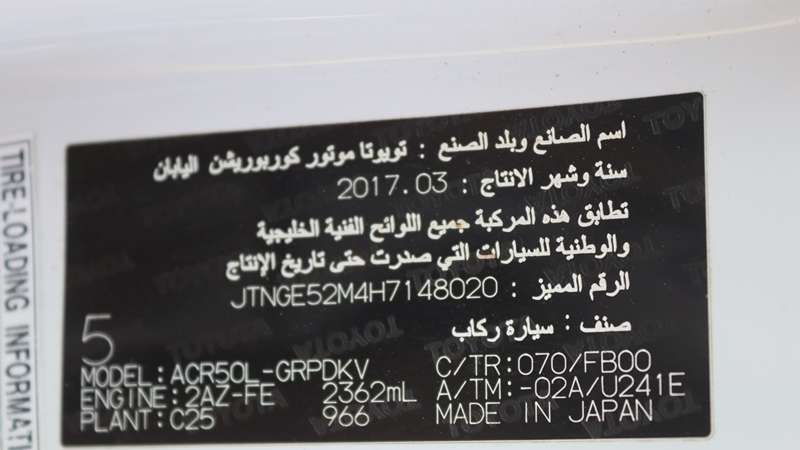 اسم الصانع وبلد الصنع : تويوتا موتور كوربوريشن اليابان
سنة وشهر الانتاج : 2017.03
تطابق هذه المركبة جميع اللوائح الفنية الخليجية
والوطنية للسيارات التي صدرت حتى تاريخ الإنتاج
الرقم المميز : JTNGE52M4H7148020
صنف : سيارة ركاب
5
MODEL:ACR50L-GRPDKV C/TR:070/FB00
ENGINE:2AZ-FE 2362mL A/TM:-02A/U241E
PLANT:C25 966 MADE IN JAPAN
TIRE-LOADING INFORMATI